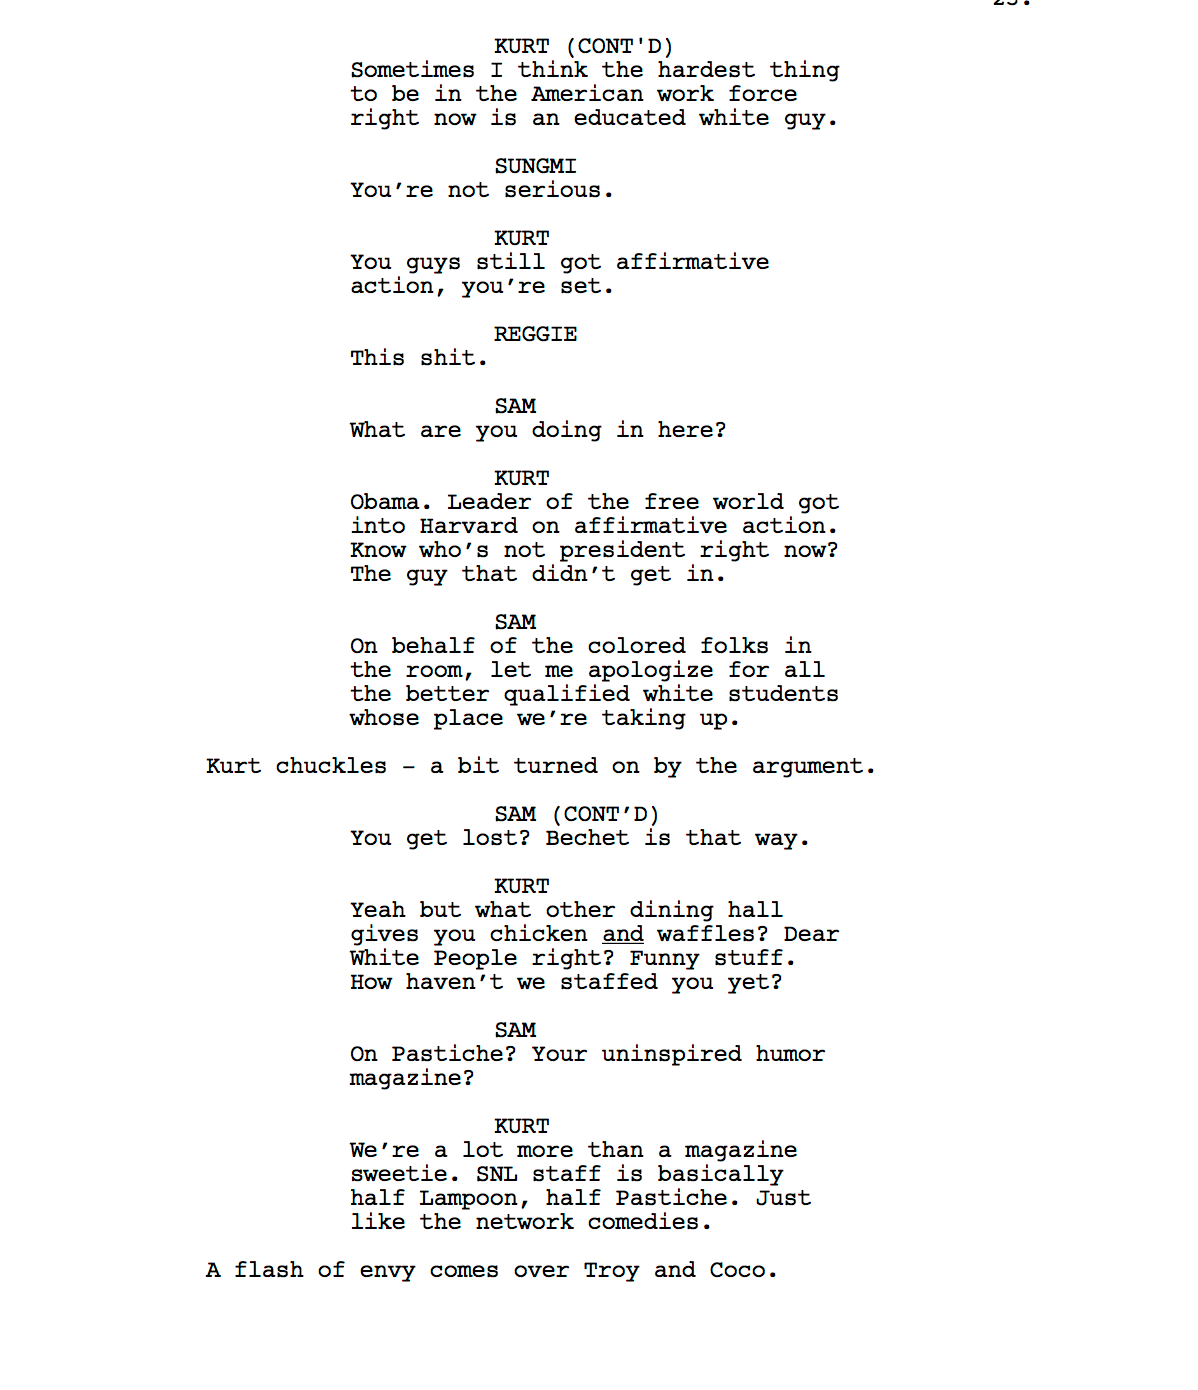 KURT (CONT'D)
Sometimes I think the hardest thing
to be in the American work force
right now is an educated white guy.
SUNGMI
You’re not serious.
KURT
You guys still got affirmative
action, you’re set.
REGGIE
This shit.
SAM
What are you doing in here?
KURT
Obama. Leader of the free world got
into Harvard on affirmative action.
Know who’s not president right now?
The guy that didn’t get in.
SAM
On behalf of the colored folks in
the room, let me apologize for all
the better qualified white students
whose place we’re taking up.
Kurt chuckles – a bit turned on by the argument.
SAM (CONT’D)
You get lost? Bechet is that way.
KURT
Yeah but what other dining hall
gives you chicken and waffles? Dear
White People right? Funny stuff.
How haven’t we staffed you yet?
SAM
On Pastiche? Your uninspired humor
magazine?
KURT
We’re a lot more than a magazine
sweetie. SNL staff is basically
half Lampoon, half Pastiche. Just
like the network comedies.
A flash of envy comes over Troy and Coco.